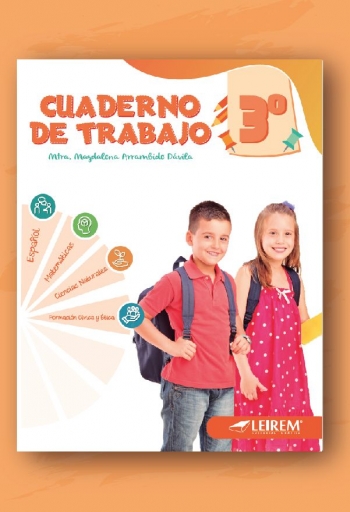 CUADERNO
DE TRABAJO
3º
Mtra. Magdalena Arrambide Dávila
Español
Matemáticas
Ciencias Naturales
Formación Cívica y Ética
LEIREM